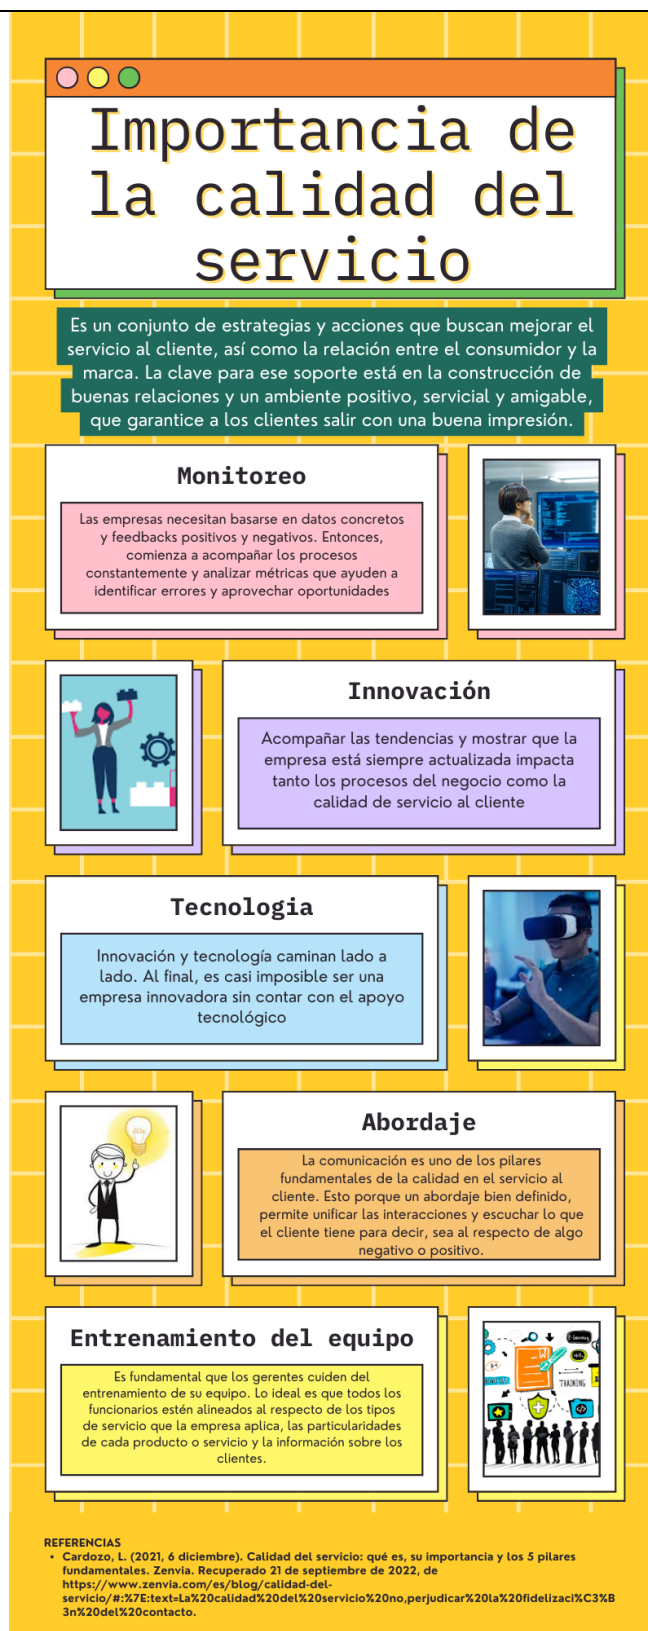 Importancia de
la calidad del
servicio
Es un conjunto de estrategias y acciones que buscan mejorar el
servicio al cliente, así como la relación entre el consumidor y la
marca. La clave para ese soporte está en la construcción de
buenas relaciones y un ambiente positivo, servicial y amigable,
que garantice a los clientes salir con una buena impresión.
Monitoreo
Las empresas necesitan basarse en datos concretos
y feedbacks positivos y negativos. Entonces,
comienza a acompañar los procesos
constantemente y analizar métricas que ayuden a
identificar errores y aprovechar oportunidades
Innovación
Acompañar las tendencias y mostrar que la
empresa está siempre actualizada impacta
tanto los procesos del negocio como la
calidad de servicio al cliente
Tecnologia
Innovación y tecnología caminan lado a
lado. Al final, es casi imposible ser una
empresa innovadora sin contar con el apoyo
tecnológico
Abordaje
La comunicación es uno de los pilares
fundamentales de la calidad en el servicio al
cliente. Esto porque un abordaje bien definido,
permite unificar las interacciones y escuchar lo que
el cliente tiene para decir, sea al respecto de algo
negativo o positivo.
Entrenamiento del equipo
Es fundamental que los gerentes cuiden del
entrenamiento de su equipo. Lo ideal es que todos los
funcionarios estén alineados al respecto de los tipos
de servicio que la empresa aplica, las particularidades
de cada producto o servicio y la información sobre los
clientes.
TRAINING
REFERENCIAS
• Cardozo, L. (2021, 6 diciembre). Calidad del servicio: qué es, su importancia y los 5 pilares
fundamentales. Zenvia. Recuperado 21 de septiembre de 2022, de
https://www.zenvia.com/es/blog/calidad-del-
servicio/#:%7E:text=La%20calidad%20del%20servicio%20no,perjudicar%20la%20fidelizaci%C3%B
3n%20del%20contacto.